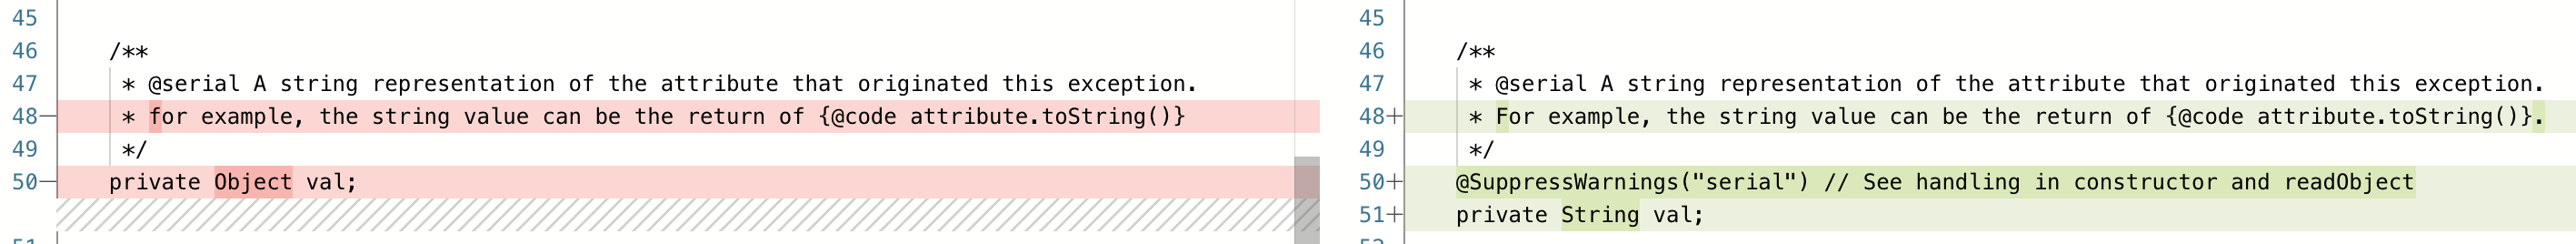 45
46 /**
47 * @serial A string representation of the attribute that originated this exception.
48— * for example, the string value can be the return of {@code attribute.toString()}
49 */
50— private Object val;
45
46 /**
47 * @serial A string representation of the attribute that originated this exception.
48+ * For example, the string value can be the return of {@code attribute.toString()}.
49 */
50+ @SuppressWarnings("serial") // See handling in constructor and readObject
51+ private String val;